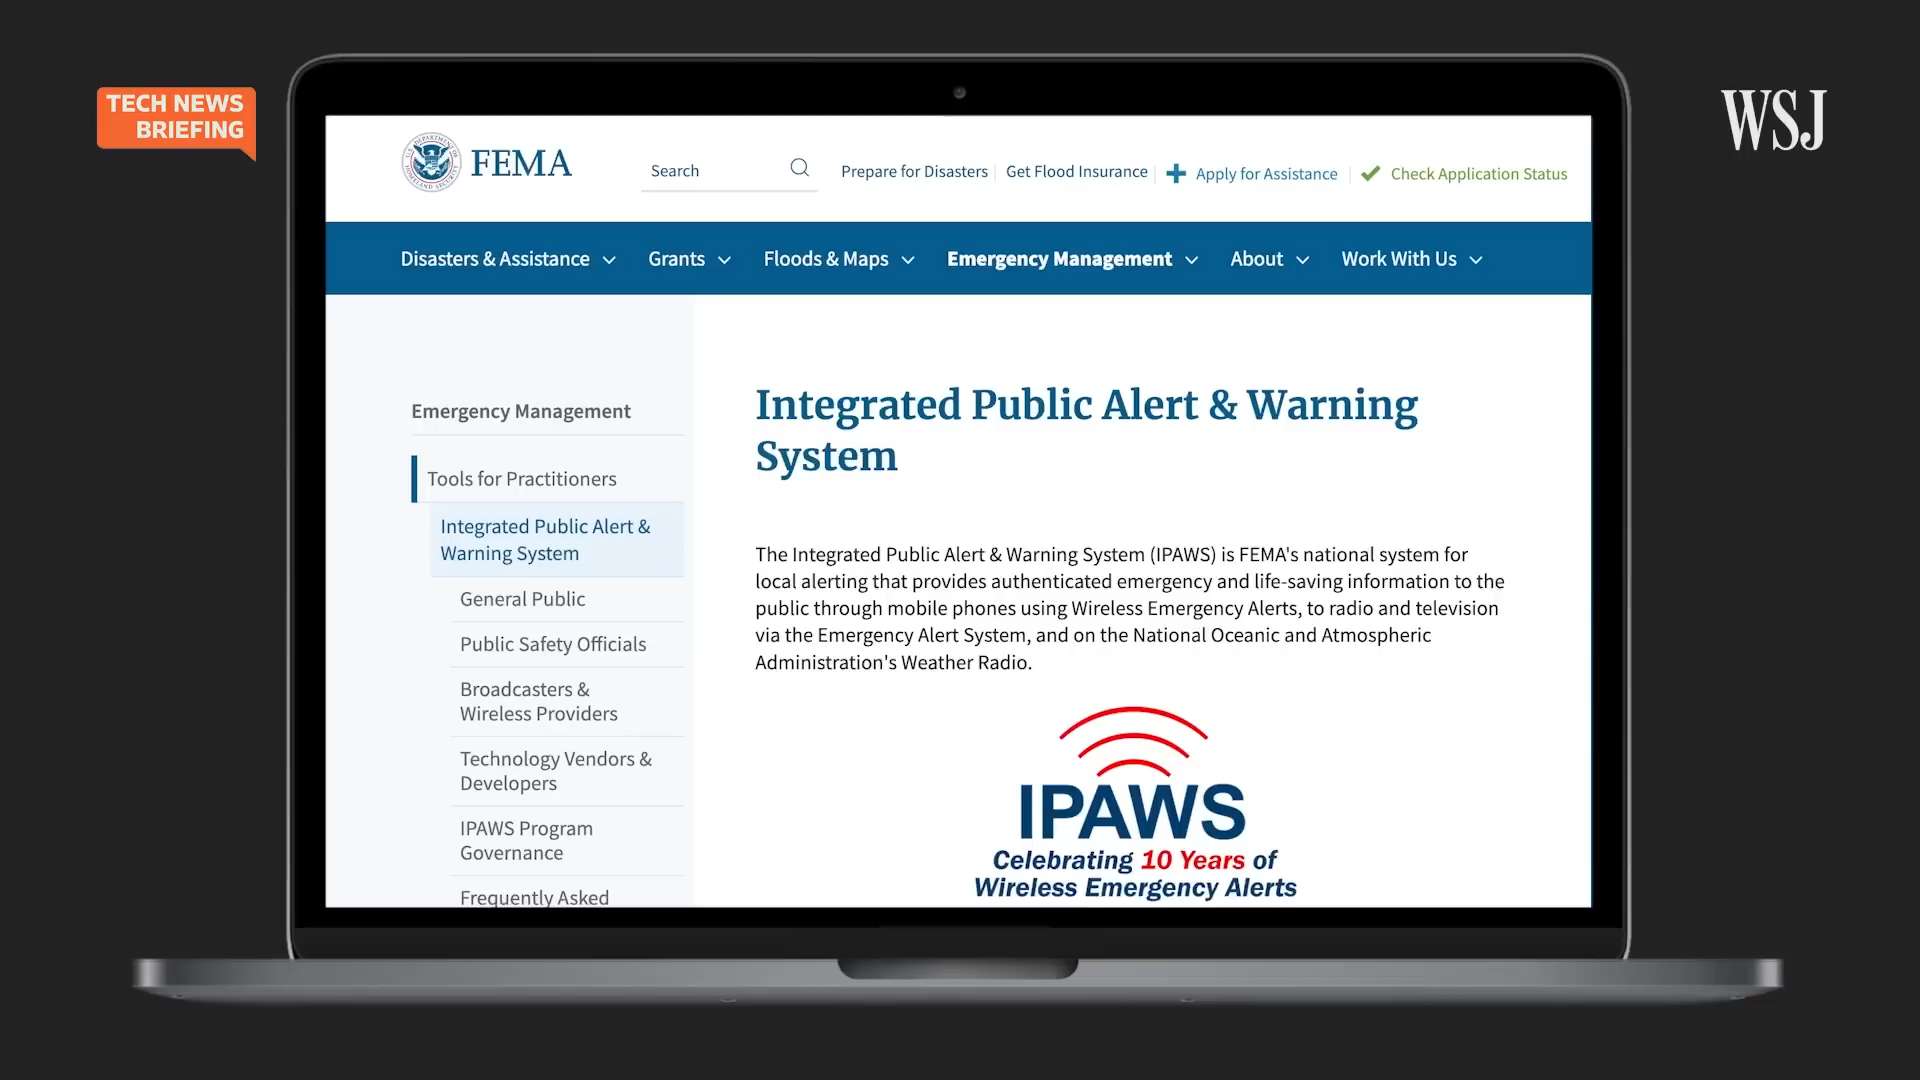 TECH NEWS
BRIEFING
WSJ
FEMA
Search
Prepare for Disasters
Get Flood Insurance
Apply for Assistance
Check Application Status
Disasters & Assistance
Grants
Floods & Maps
Emergency Management
About
Work With Us
Emergency Management
Tools for Practitioners
Integrated Public Alert &
Warning System
General Public
Public Safety Officials
Broadcasters &
Wireless Providers
Technology Vendors &
Developers
IPAWS Program
Governance
Frequently Asked
Integrated Public Alert & Warning
System
The Integrated Public Alert & Warning System (IPAWS) is FEMA's national system for
local alerting that provides authenticated emergency and life-saving information to the
public through mobile phones using Wireless Emergency Alerts, to radio and television
via the Emergency Alert System, and on the National Oceanic and Atmospheric
Administration's Weather Radio.
IPAWS
Celebrating 10 Years of
Wireless Emergency Alerts